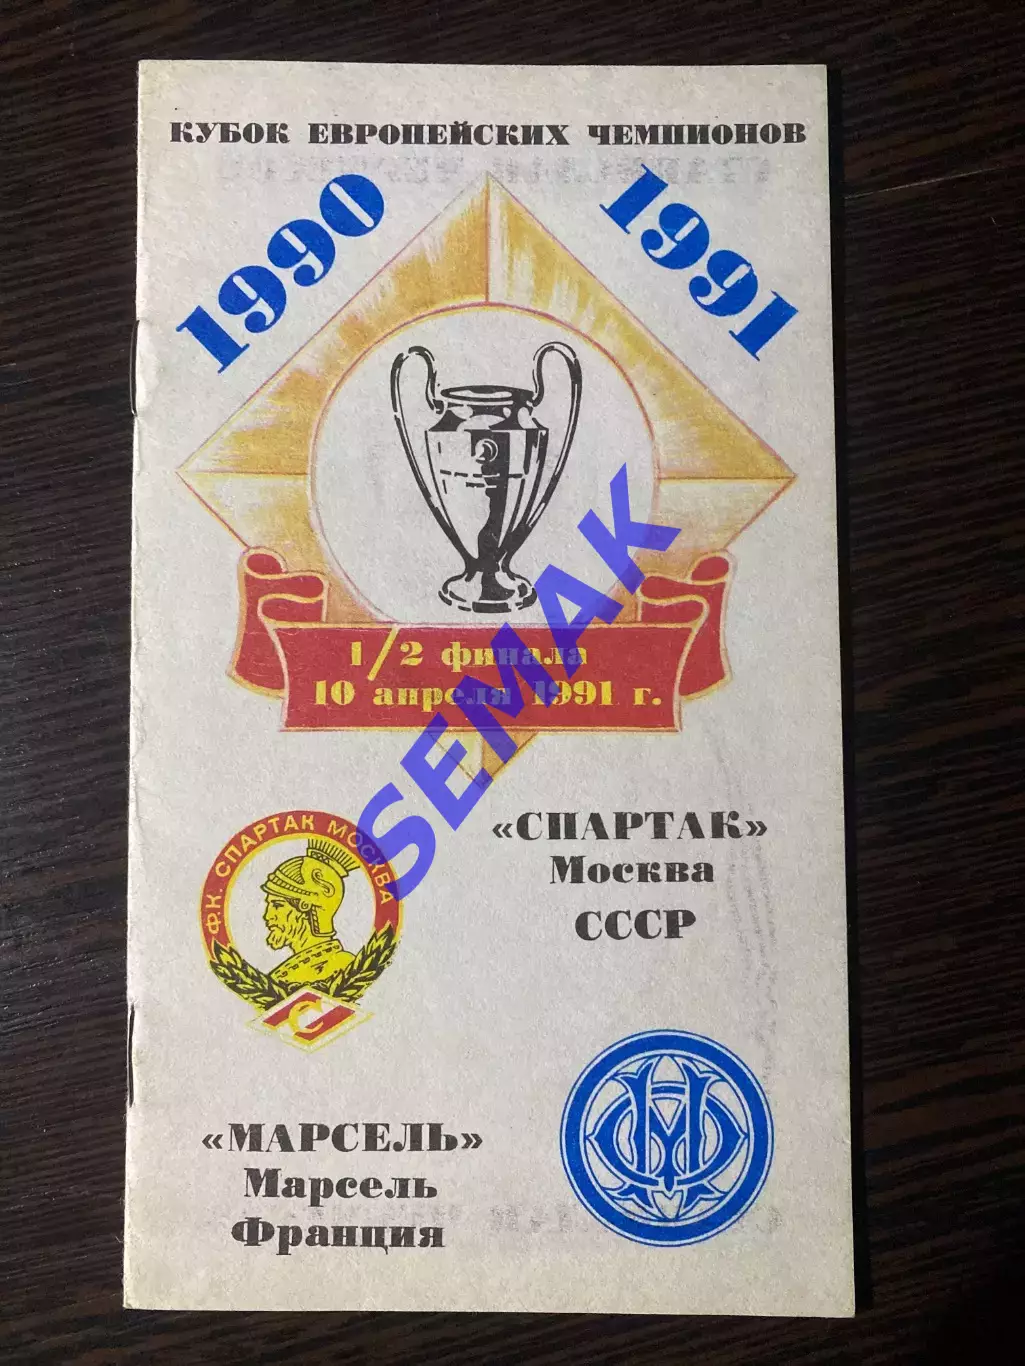 КУБОК ЕВРОПЕЙСКИХ ЧЕМПИОНОВ
1990
1991
1/2 финала
10 апреля 1991 г.
SEMAK
Ф.К. СПАРТАК МОСКВА
С
«СПАРТАК»
Москва
СССР
«МАРСЕЛЬ»
Марсель
Франция